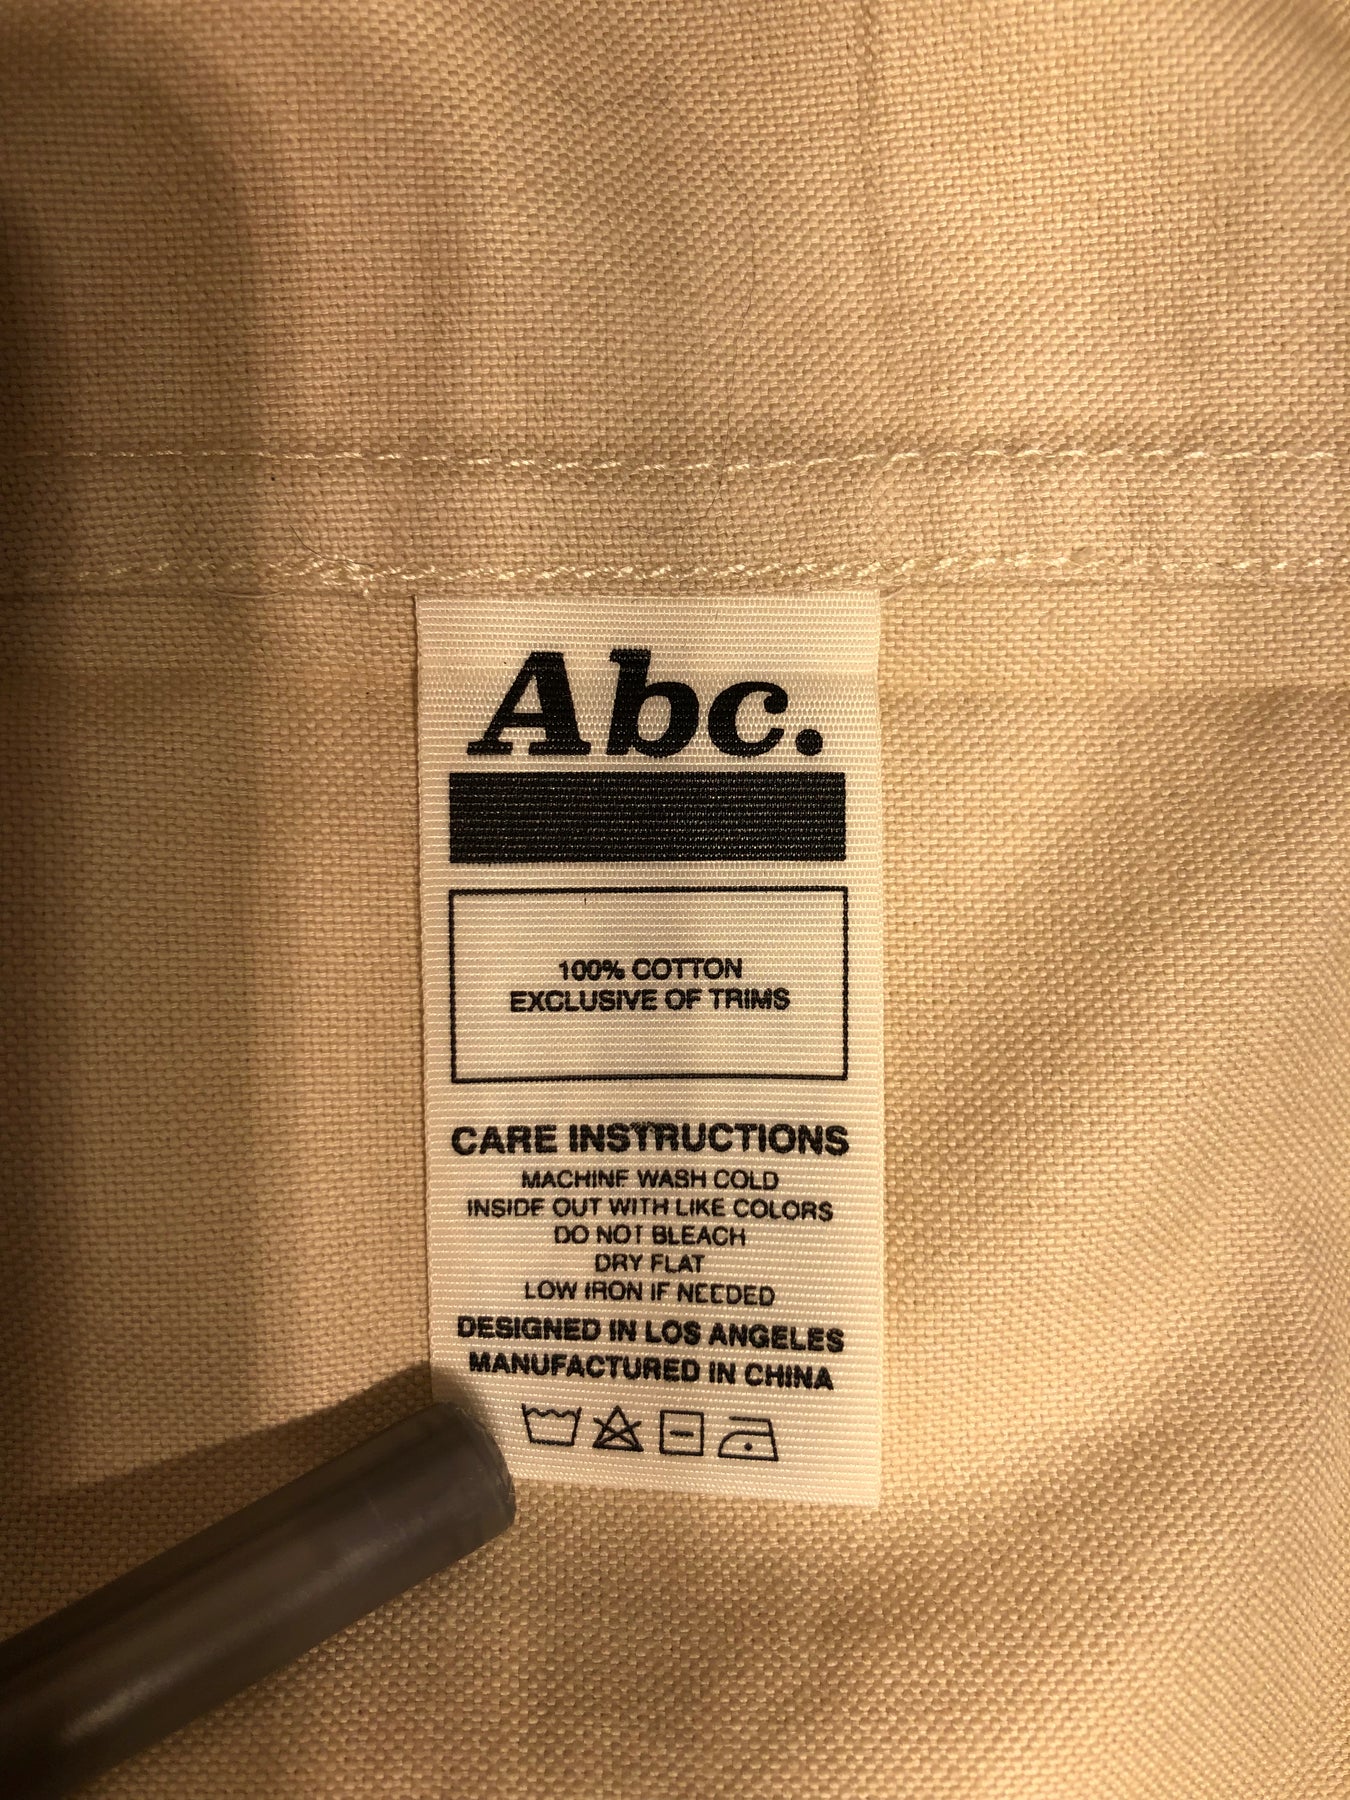 Abc.
100% COTTON
EXCLUSIVE OF TRIMS
CARE INSTRUCTIONS
MACHINE WASH COLD
INSIDE OUT WITH LIKE COLORS
DO NOT BLEACH
DRY FLAT
LOW IRON IF NEEDED
DESIGNED IN LOS ANGELES
MANUFACTURED IN CHINA